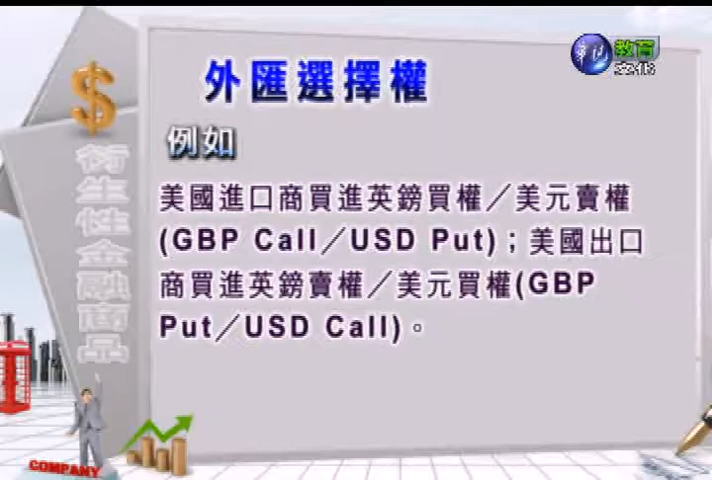 外匯選擇權
華視
教育
文化
例如
衍生性金融商品
美國進口商買進英鎊買權／美元賣權
(GBP Call／USD Put)；美國出口
商買進英鎊賣權／美元買權(GBP
Put／USD Call)。
COMPANY